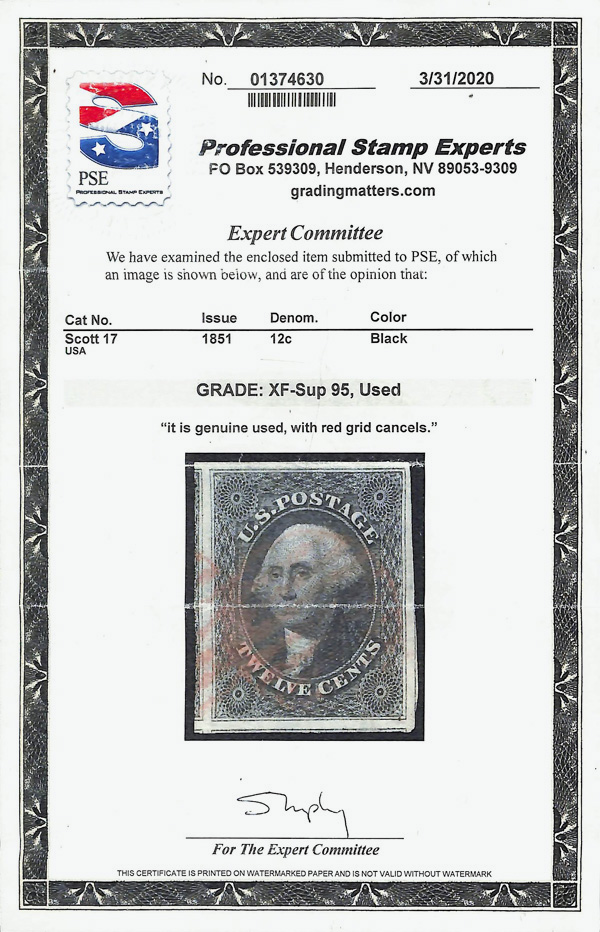 No. 01374630 3/31/2020
PSE
PROFESSIONAL STAMP EXPERTS
Professional Stamp Experts
PO Box 539309, Henderson, NV 89053-9309
gradingmatters.com
Expert Committee
We have examined the enclosed item submitted to PSE, of which
an image is shown below, and are of the opinion that:
Cat No. Issue Denom. Color
Scott 17 1851 12c Black
USA
GRADE: XF-Sup 95, Used
“it is genuine used, with red grid cancels.”
U.S. POSTAGE
TWELVE CENTS
For The Expert Committee
THIS CERTIFICATE IS PRINTED ON WATERMARKED PAPER AND IS NOT VALID WITHOUT WATERMARK